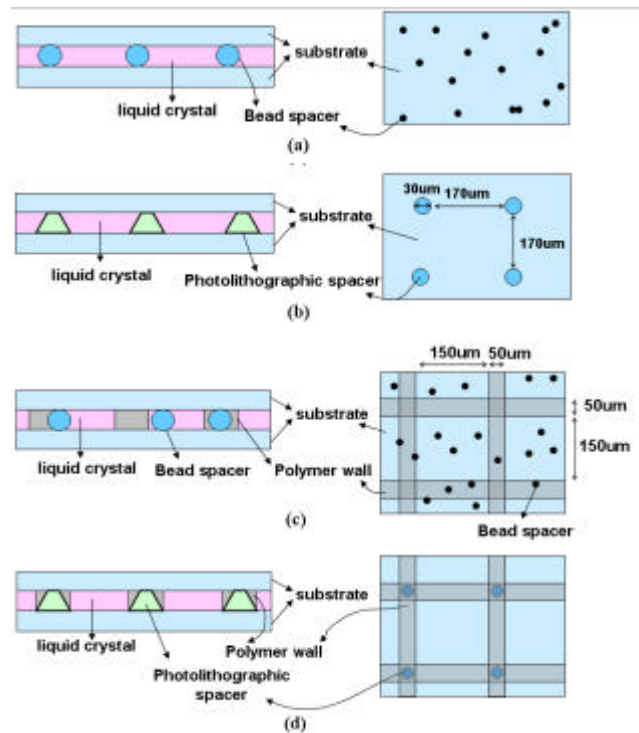 substrate
liquid crystal
Bead spacer
(a)
30um
170um
substrate
170um
liquid crystal
Photolithographic spacer
(b)
150um
50um
50um
substrate
150um
liquid crystal
Bead spacer
Polymer wall
Bead spacer
(c)
substrate
liquid crystal
Polymer wall
Photolithographic
spacer
(d)